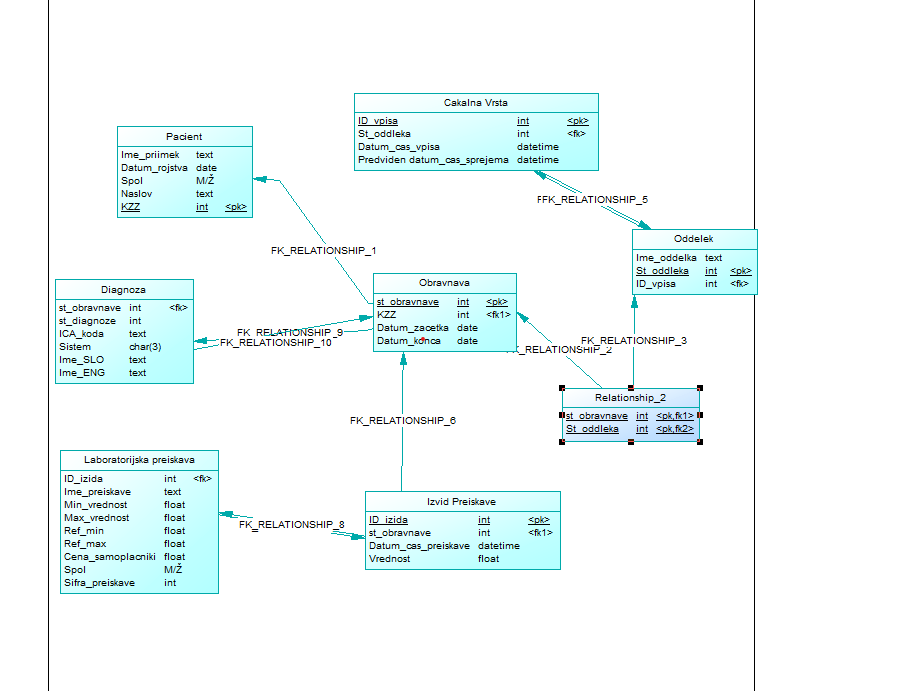 Cakalna Vrsta
ID_vpisa int <pk>
St_oddleka int <fk>
Datum_cas_vpisa datetime
Predviden datum_cas_sprejema datetime
Pacient
Ime_priimek text
Datum_rojstva date
Spol M/Ž
Naslov text
KZZ int <pk>
FK_RELATIONSHIP_5
Oddelek
Ime_oddelka text
St_oddleka int <pk>
ID_vpisa int <fk>
FK_RELATIONSHIP_1
Diagnoza
st_obravnave int <fk>
st_diagnoze int
ICA_koda text
Sistem char(3)
Ime_SLO text
Ime_ENG text
Obravnava
st_obravnave int <pk>
KZZ int <fk1>
Datum_zacetka date
Datum_konca date
FK_RELATIONSHIP_9
FK_RELATIONSHIP_10
FK_RELATIONSHIP_3
FK_RELATIONSHIP_2
Relationship_2
st_obravnave int <pk,fk1>
St_oddleka int <pk,fk2>
FK_RELATIONSHIP_6
Laboratorijska preiskava
ID_izida int <fk>
Ime_preiskave text
Min_vrednost float
Max_vrednost float
Ref_min float
Ref_max float
Cena_samoplacniki float
Spol M/Ž
Sifra_preiskave int
FK_RELATIONSHIP_8
Izvid Preiskave
ID_izida int <pk>
st_obravnave int <fk1>
Datum_cas_preiskave datetime
Vrednost float